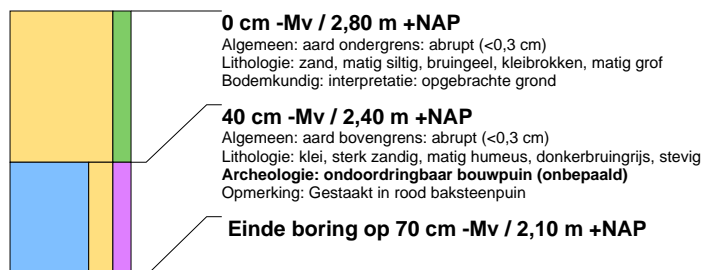 0 cm -Mv / 2,80 m +NAP
Algemeen: aard ondergrens: abrupt (<0,3 cm)
Lithologie: zand, matig siltig, bruingeel, kleibrokken, matig grof
Bodemkundig: interpretatie: opgebrachte grond
40 cm -Mv / 2,40 m +NAP
Algemeen: aard bovengrens: abrupt (<0,3 cm)
Lithologie: klei, sterk zandig, matig humeus, donkerbruingrijs, stevig
Archeologie: ondoordringbaar bouwpuin (onbepaald)
Opmerking: Gestaakt in rood baksteenpuin
Einde boring op 70 cm -Mv / 2,10 m +NAP